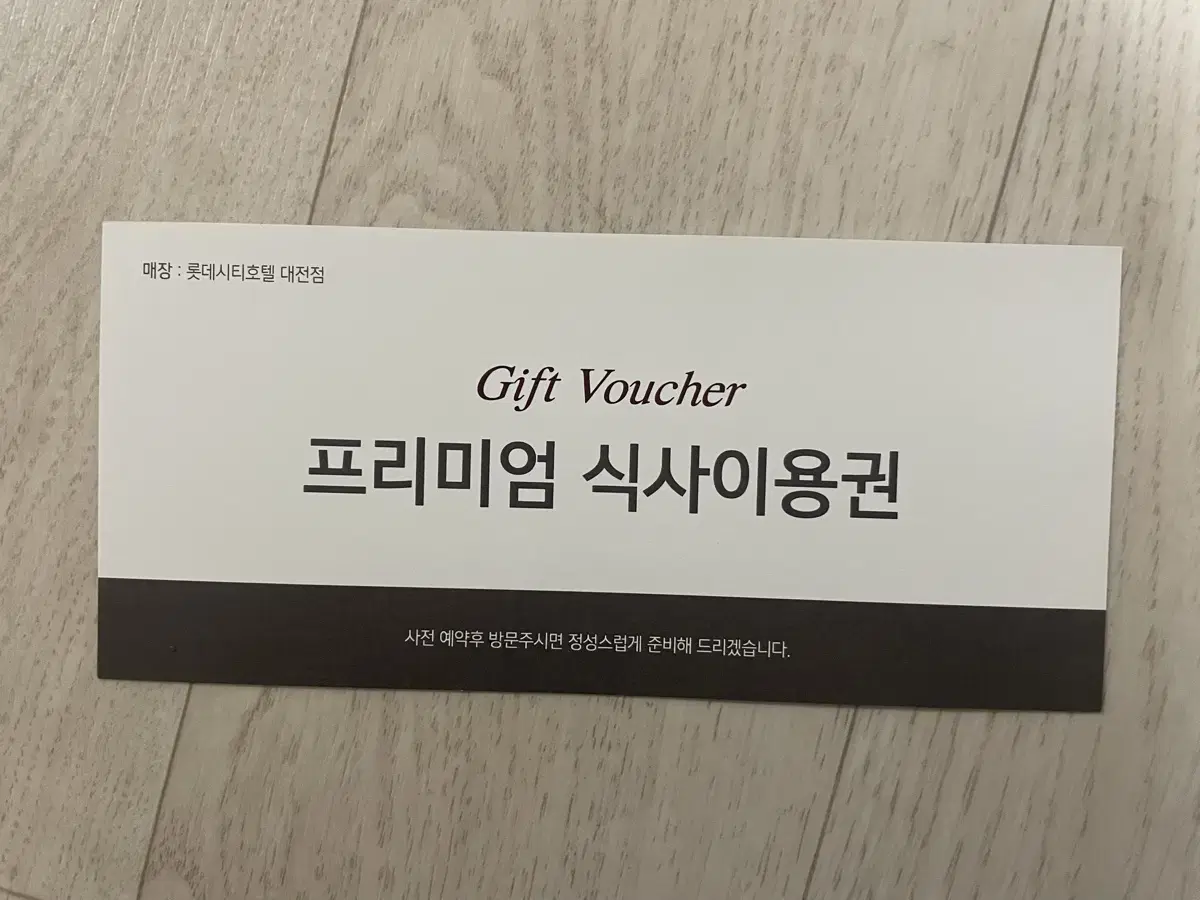 매장 : 롯데시티호텔 대전점
Gift Voucher
프리미엄 식사이용권
사전 예약후 방문주시면 정성스럽게 준비해 드리겠습니다.